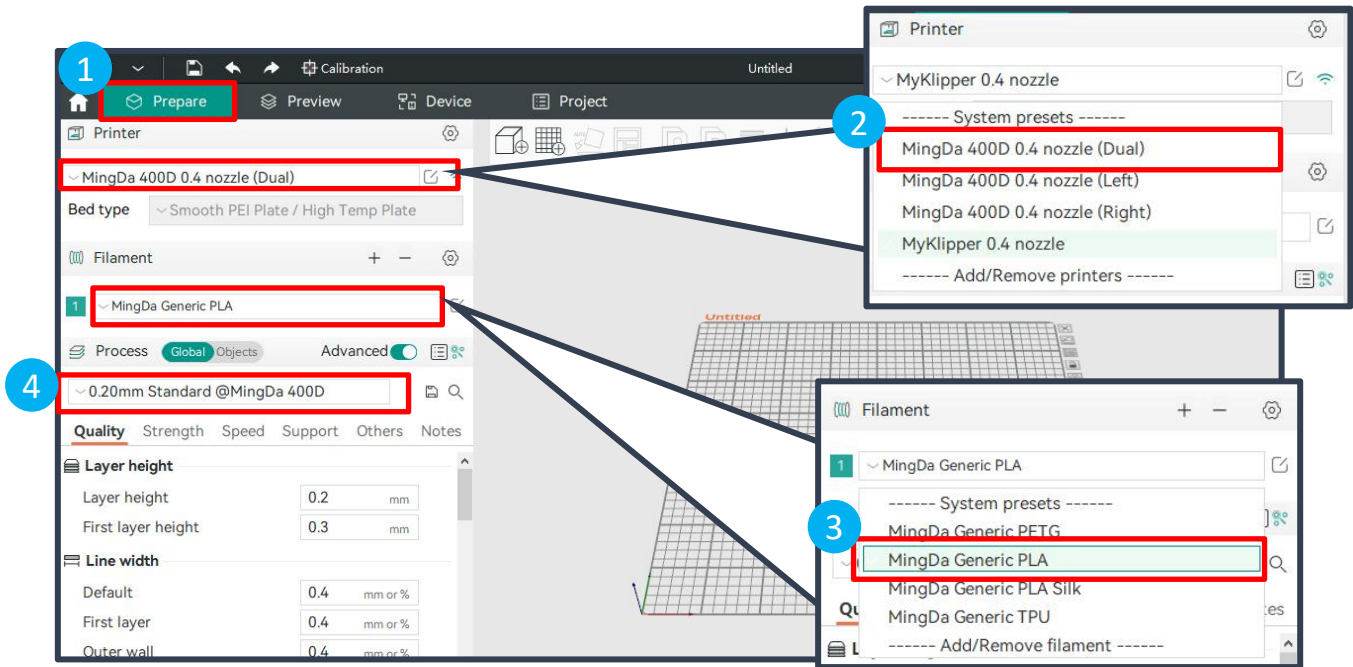 1
Calibration
Untitled
Prepare
Preview
Device
Project
Printer
MingDa 400D 0.4 nozzle (Dual)
Bed type
Smooth PEI Plate / High Temp Plate
Filament
+ −
1
MingDa Generic PLA
Process
Global Objects
Advanced
4
0.20mm Standard @MingDa 400D
Quality Strength Speed Support Others Notes
Layer height
Layer height 0.2 mm
First layer height 0.3 mm
Line width
Default 0.4 mm or %
First layer 0.4 mm or %
Outer wall 0.4 mm or %
Untitled
2
Printer
MyKlipper 0.4 nozzle
------ System presets ------
MingDa 400D 0.4 nozzle (Dual)
MingDa 400D 0.4 nozzle (Left)
MingDa 400D 0.4 nozzle (Right)
MyKlipper 0.4 nozzle
------ Add/Remove printers ------
3
Filament
+ −
1
MingDa Generic PLA
------ System presets ------
MingDa Generic PETG
MingDa Generic PLA
MingDa Generic PLA Silk
MingDa Generic TPU
------ Add/Remove filament ------